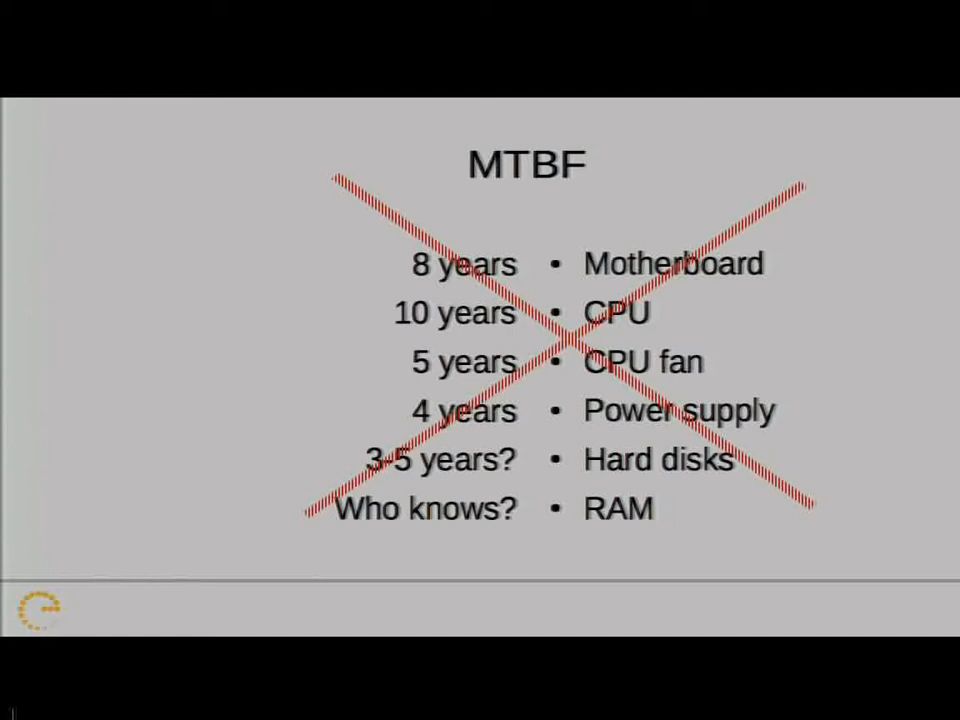 MTBF
8 years • Motherboard
10 years • CPU
5 years • CPU fan
4 years • Power supply
3-5 years? • Hard disks
Who knows? • RAM